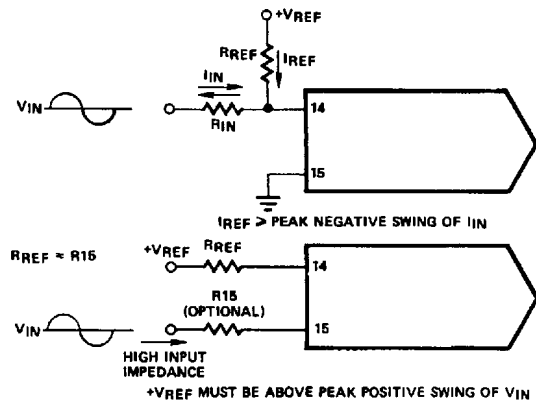 +VREF
RREF
IREF
IIN
VIN
RIN
14
15
IREF ≥ PEAK NEGATIVE SWING OF IIN
RREF ≈ R15
+VREF
RREF
14
R15
(OPTIONAL)
VIN
15
HIGH INPUT
IMPEDANCE
+VREF MUST BE ABOVE PEAK POSITIVE SWING OF VIN